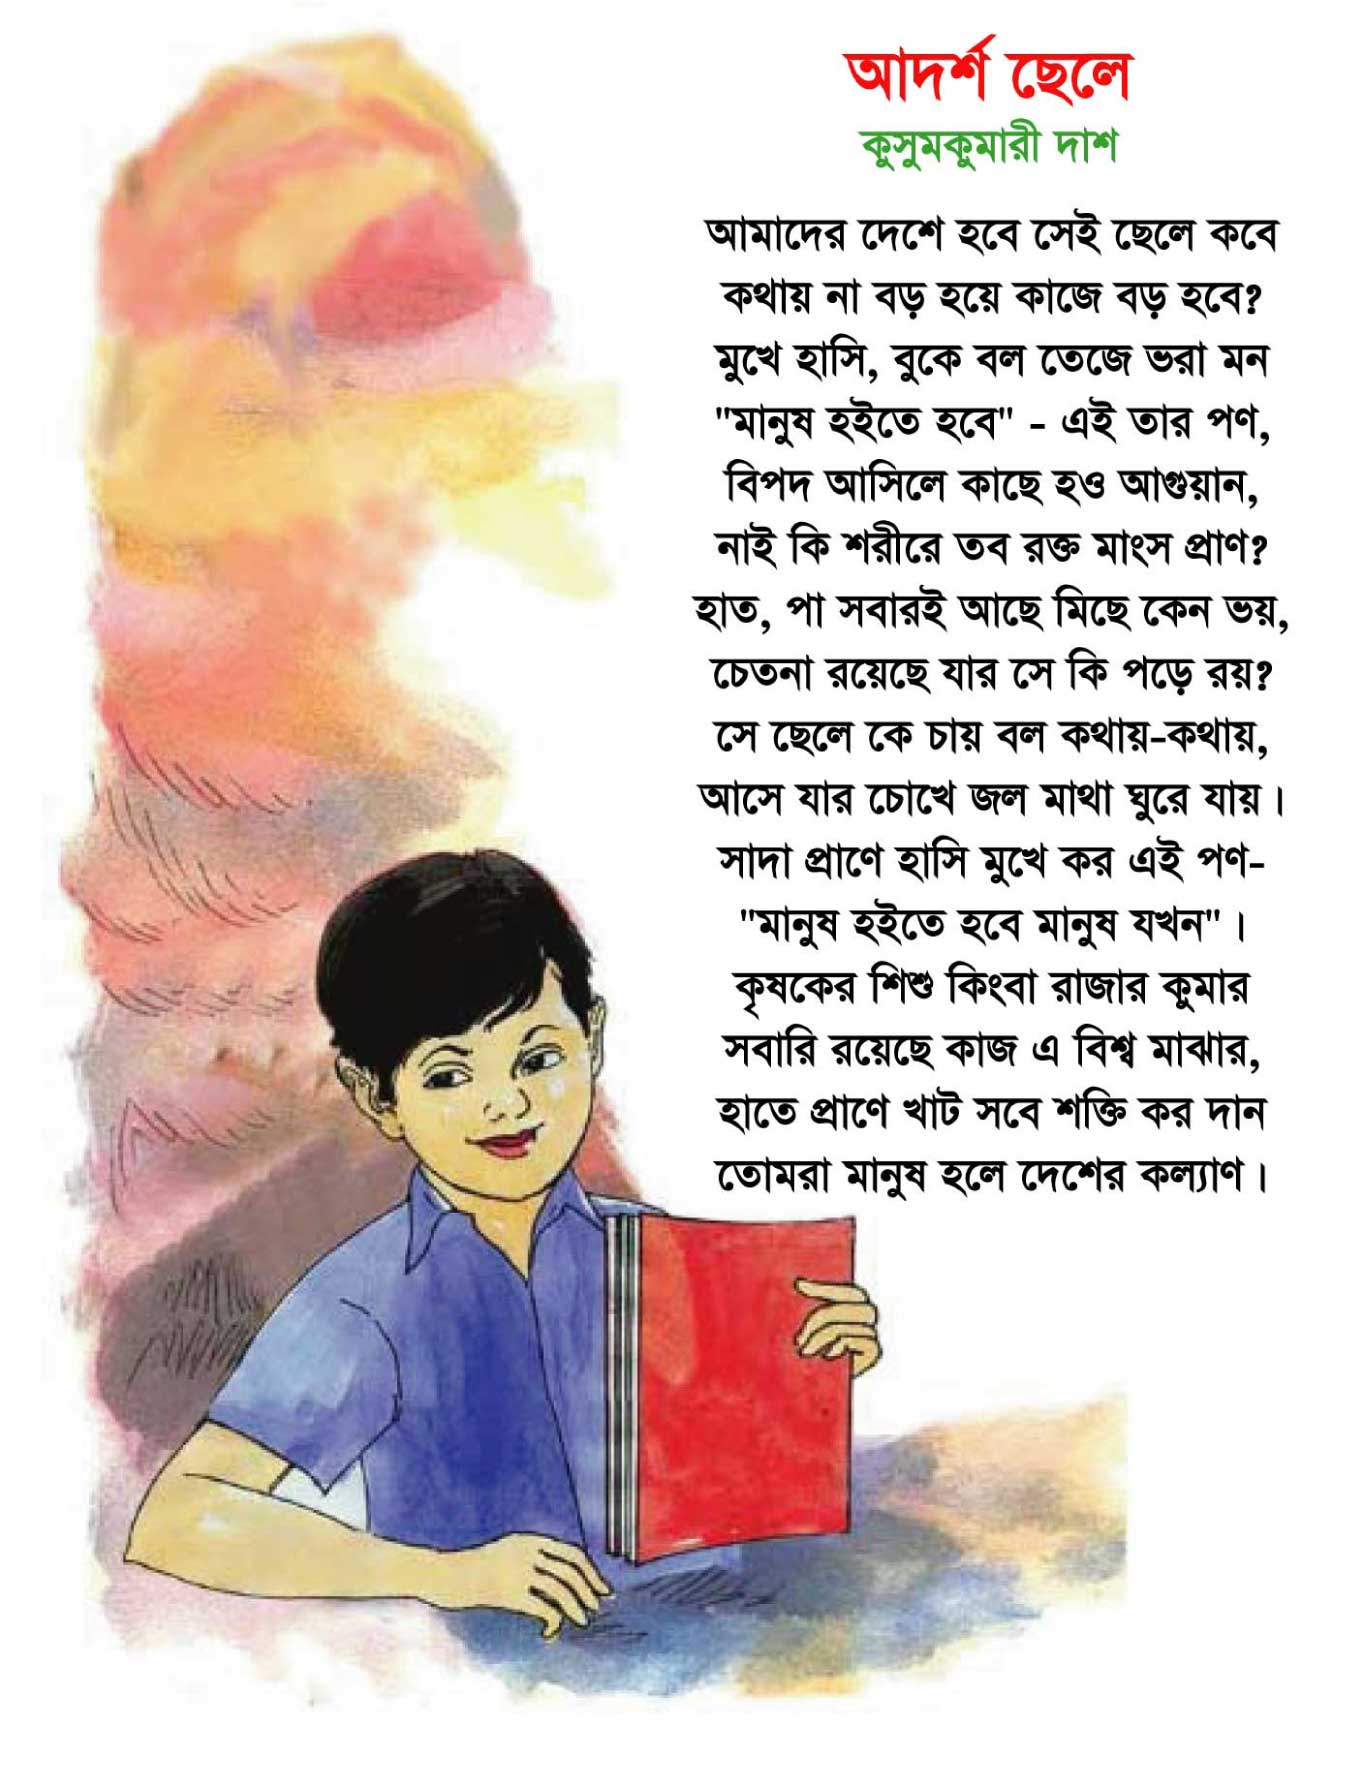 আদর্শ ছেলে
কুসুমকুমারী দাশ
আমাদের দেশে হবে সেই ছেলে কবে
কথায় না বড় হয়ে কাজে বড় হবে?
মুখে হাসি, বুকে বল তেজে ভরা মন
"মানুষ হইতে হবে" - এই তার পণ,
বিপদ আসিলে কাছে হও আগুয়ান,
নাই কি শরীরে তব রক্ত মাংস প্রাণ?
হাত, পা সবারই আছে মিছে কেন ভয়,
চেতনা রয়েছে যার সে কি পড়ে রয়?
সে ছেলে কে চায় বল কথায়-কথায়,
আসে যার চোখে জল মাথা ঘুরে যায়।
সাদা প্রাণে হাসি মুখে কর এই পণ-
"মানুষ হইতে হবে মানুষ যখন"।
কৃষকের শিশু কিংবা রাজার কুমার
সবারি রয়েছে কাজ এ বিশ্ব মাঝার,
হাতে প্রাণে খাট সবে শক্তি কর দান
তোমরা মানুষ হলে দেশের কল্যাণ।